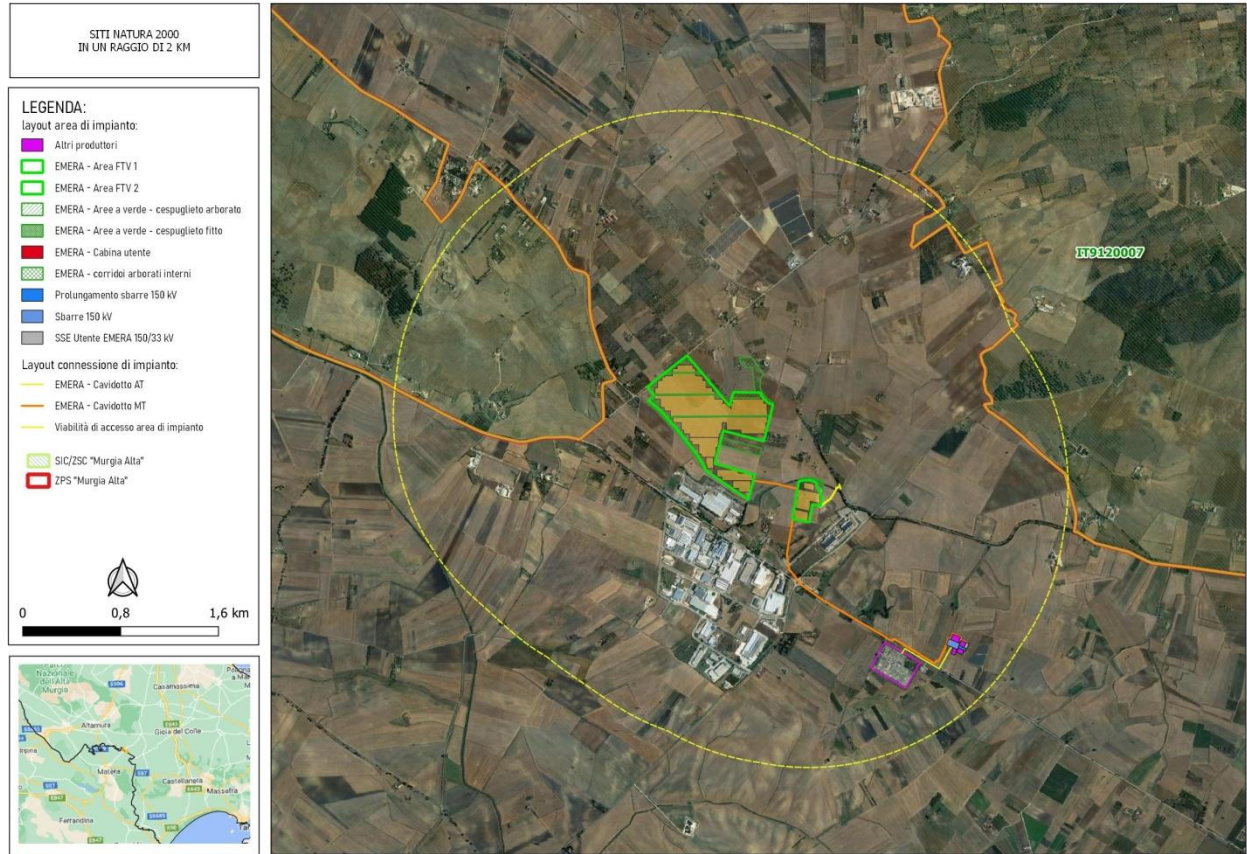 SITI NATURA 2000
IN UN RAGGIO DI 2 KM
LEGENDA:
layout area di impianto:
Altri produttori
EMERA - Area FTV 1
EMERA - Area FTV 2
EMERA - Aree a verde - cespuglieto arborato
EMERA - Aree a verde - cespuglieto fitto
EMERA - Cabina utente
EMERA - corridoi arborati interni
Prolungamento sbarre 150 kV
Sbarre 150 kV
SSE Utente EMERA 150/33 kV
Layout connessione di impianto:
EMERA - Cavidotto AT
EMERA - Cavidotto MT
Viabilità di accesso area di impianto
SIC/ZSC "Murgia Alta"
ZPS "Murgia Alta"
0 0,8 1,6 km
IT9120007
Nazionale
dell'Alta
Murgia
Casamassima
Altamura
Gioia del Colle
Matera
Castellaneta
Massafra
Ferrandina